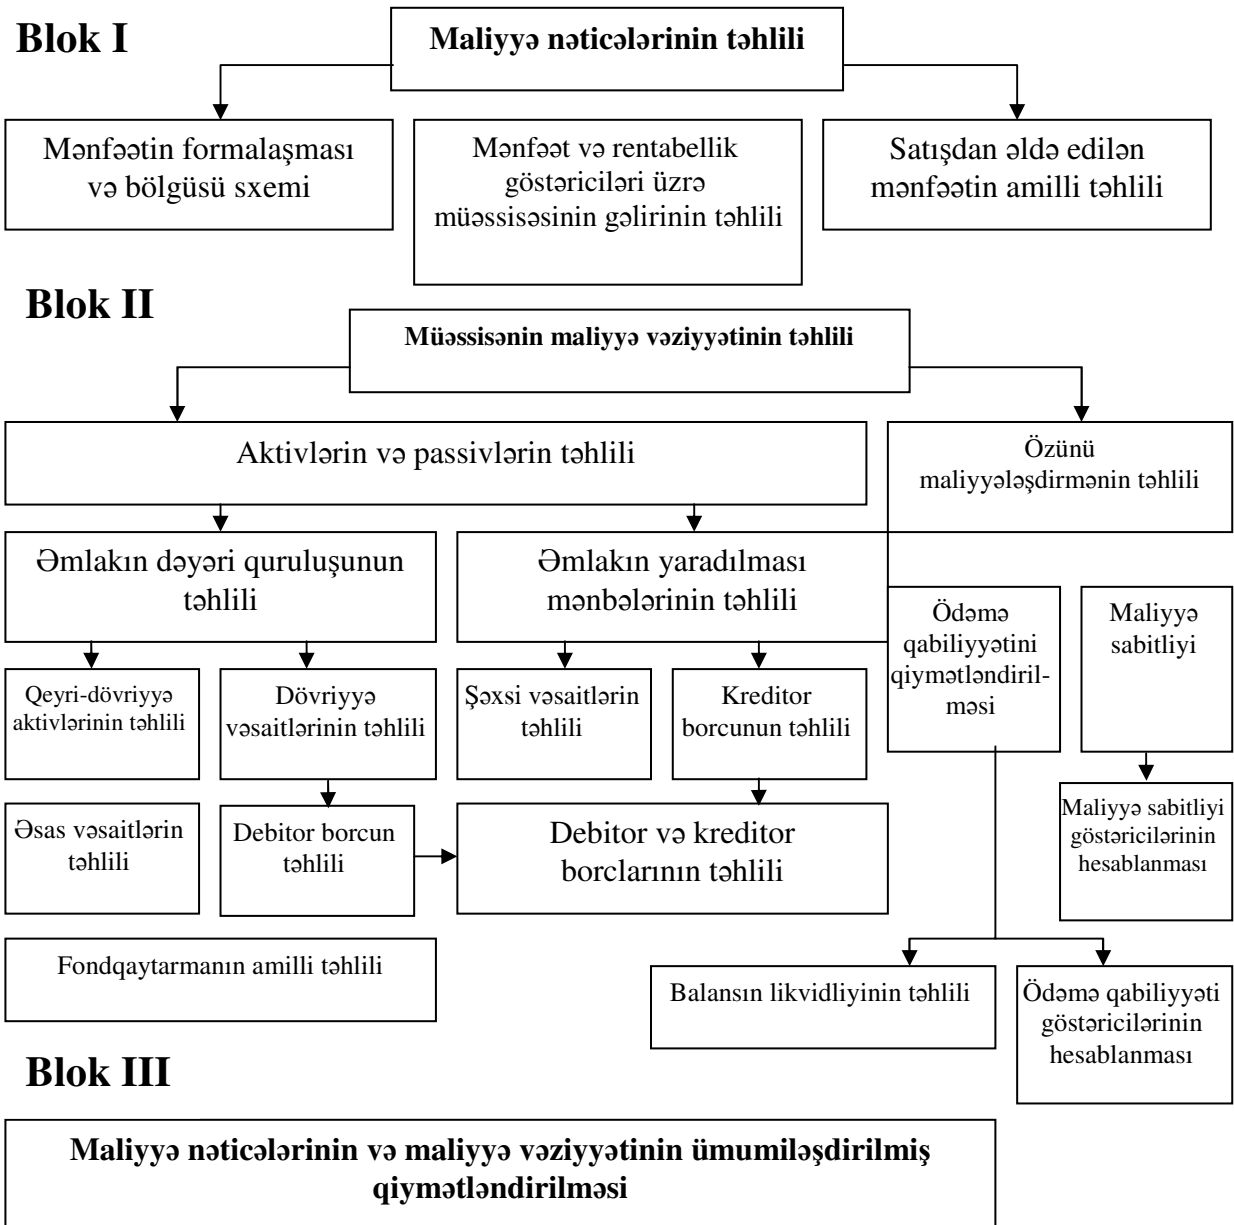 Blok I
Maliyyə nəticələrinin təhlili
Mənfəətin formalaşması
və bölgüsü sxemi
Mənfəət və rentabellik
göstəriciləri üzrə
müəssisəsinin gəlirinin təhlili
Satışdan əldə edilən
mənfəətin amilli təhlili
Blok II
Müəssisənin maliyyə vəziyyətinin təhlili
Aktivlərin və passivlərin təhlili
Özünü
maliyyələşdirmənin təhlili
Əmlakın dəyəri quruluşunun
təhlili
Əmlakın yaradılması
mənbələrinin təhlili
Ödəmə
qabiliyyətini
qiymətləndiril-
məsi
Maliyyə
sabitliyi
Qeyri-dövriyyə
aktivlərinin təhlili
Dövriyyə
vəsaitlərinin təhlili
Şəxsi vəsaitlərin
təhlili
Kreditor
borcunun təhlili
Əsas vəsaitlərin
təhlili
Debitor borcun
təhlili
Debitor və kreditor
borclarının təhlili
Maliyyə sabitliyi
göstəricilərinin
hesablanması
Fondqaytarmanın amilli təhlili
Balansın likvidliyinin təhlili
Ödəmə qabiliyyəti
göstəricilərinin
hesablanması
Blok III
Maliyyə nəticələrinin və maliyyə vəziyyətinin ümumiləşdirilmiş
qiymətləndirilməsi